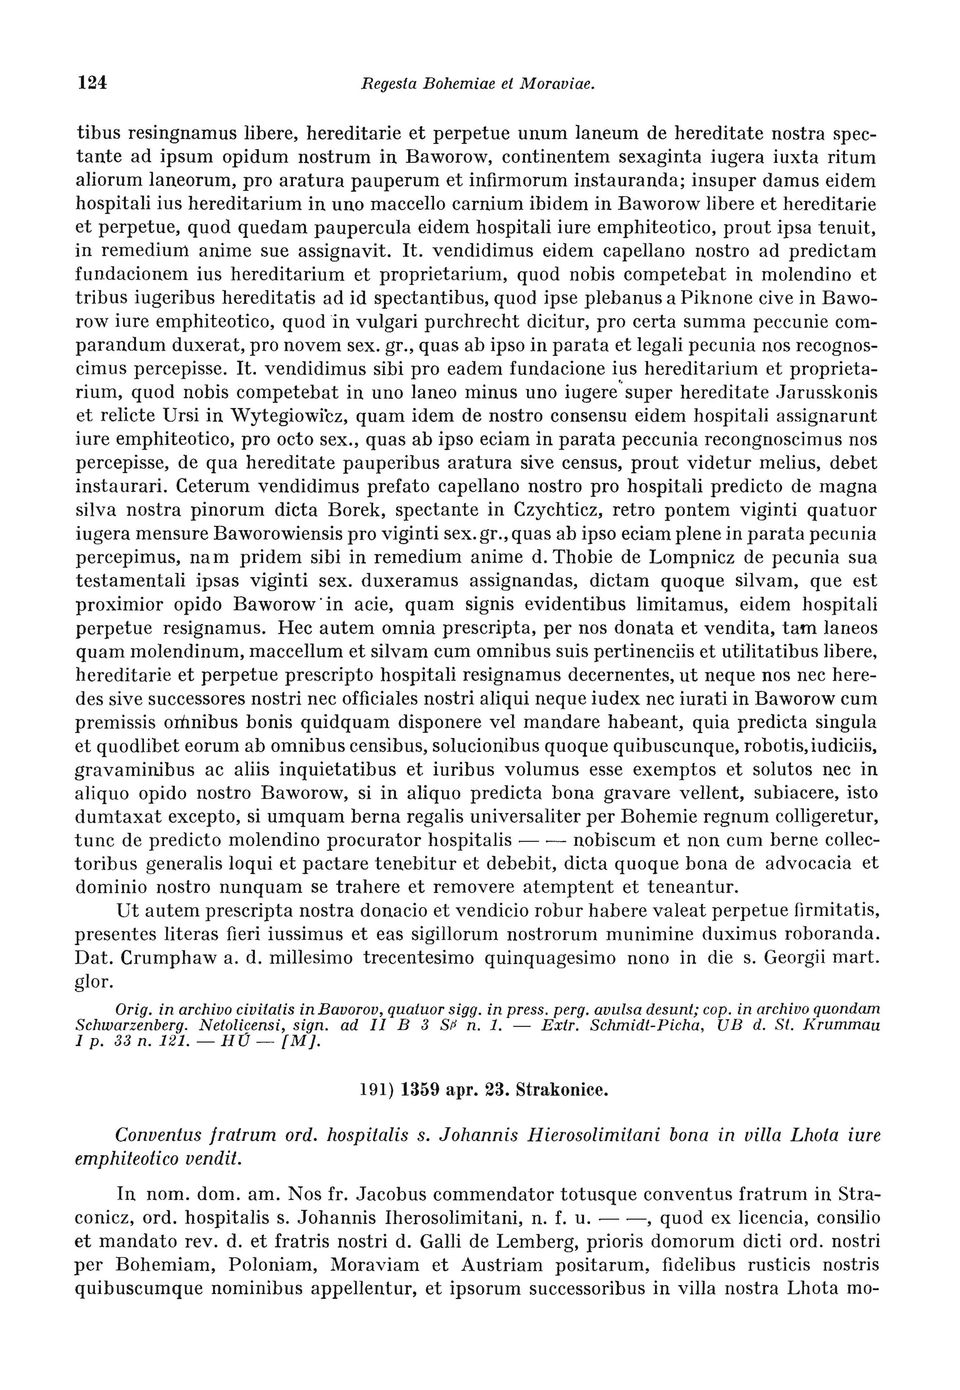 124 Regesta Bohemiae et Moraviae.
tibus resingnamus libere, hereditarie et perpetue unum laneum de hereditate nostra spec-
tante ad ipsum opidum nostrum in Baworow, continentem sexaginta iugera iuxta ritum
aliorum laneorum, pro aratura pauperum et infirmorum instauranda; insuper damus eidem
hospitali ius hereditarium in uno maccello carnium ibidem in Baworow libere et hereditarie
et perpetue, quod quedam paupercula eidem hospitali iure emphiteotico, prout ipsa tenuit,
in remedium anime sue assignavit. It. vendidimus eidem capellano nostro ad predictam
fundacionem ius hereditarium et proprietarium, quod nobis competebat in molendino et
tribus iugeribus hereditatis ad id spectantibus, quod ipse plebanus a Piknone cive in Bawo-
row iure emphiteotico, quod in vulgari purchrecht dicitur, pro certa summa peccunie com-
parandum duxerat, pro novem sex. gr., quas ab ipso in parata et legali pecunia nos recognos-
cimus percepisse. It. vendidimus sibi pro eadem fundacione ius hereditarium et proprieta-
rium, quod nobis competebat in uno laneo minus uno iugere super hereditate Jarusskonis
et relicte Ursi in Wytegiowicz, quam idem de nostro consensu eidem hospitali assignarunt
iure emphiteotico, pro octo sex., quas ab ipso eciam in parata peccunia recongnoscimus nos
percepisse, de qua hereditate pauperibus aratura sive census, prout videtur melius, debet
instaurari. Ceterum vendidimus prefato capellano nostro pro hospitali predicto de magna
silva nostra pinorum dicta Borek, spectante in Czychticz, retro pontem viginti quatuor
iugera mensure Baworowiensis pro viginti sex. gr., quas ab ipso eciam plene in parata pecunia
percepimus, nam pridem sibi in remedium anime d. Thobie de Lompnicz de pecunia sua
testamentali ipsas viginti sex. duxeramus assignandas, dictam quoque silvam, que est
proximior opido Baworow in acie, quam signis evidentibus limitamus, eidem hospitali
perpetue resignamus. Hec autem omnia prescripta, per nos donata et vendita, tam laneos
quam molendinum, maccellum et silvam cum omnibus suis pertinenciis et utilitatibus libere,
hereditarie et perpetue prescripto hospitali resignamus decernentes, ut neque nos nec here-
des sive successores nostri nec officiales nostri aliqui neque iudex nec iurati in Baworow cum
premissis omnibus bonis quidquam disponere vel mandare habeant, quia predicta singula
et quodlibet eorum ab omnibus censibus, solucionibus quoque quibuscunque, robotis, iudiciis,
gravaminibus ac aliis inquietatibus et iuribus volumus esse exemptos et solutos nec in
aliquo opido nostro Baworow, si in aliquo predicta bona gravare vellent, subiacere, isto
dumtaxat excepto, si umquam berna regalis universaliter per Bohemie regnum colligeretur,
tunc de predicto molendino procurator hospitalis — — nobiscum et non cum berne collec-
toribus generalis loqui et pactare tenebitur et debebit, dicta quoque bona de advocacia et
dominio nostro nunquam se trahere et removere atemptent et teneantur.
Ut autem prescripta nostra donacio et vendicio robur habere valeat perpetue firmitatis,
presentes literas fieri iussimus et eas sigillorum nostrorum munimine duximus roboranda.
Dat. Crumphaw a. d. millesimo trecentesimo quinquagesimo nono in die s. Georgii mart.
glor.
Orig. in archivo civitatis in Bavorov, quatuor sigg. in press. perg. avulsa desunt; cop. in archivo quondam
Schwarzenberg. Netolicensi, sign. ad II B 3 Sβ n. 1. — Extr. Schmidt-Picha, UB d. St. Krummau
I p. 33 n. 121. — HÚ — [M].
191) 1359 apr. 23. Strakonice.
Conventus fratrum ord. hospitalis s. Johannis Hierosolimitani bona in villa Lhota iure
emphiteotico vendit.
In nom. dom. am. Nos fr. Jacobus commendator totusque conventus fratrum in Stra-
conicz, ord. hospitalis s. Johannis Iherosolimitani, n. f. u. — —, quod ex licencia, consilio
et mandato rev. d. et fratris nostri d. Galli de Lemberg, prioris domorum dicti ord. nostri
per Bohemiam, Poloniam, Moraviam et Austriam positarum, fidelibus rusticis nostris
quibuscumque nominibus appellentur, et ipsorum successoribus in villa nostra Lhota mo-